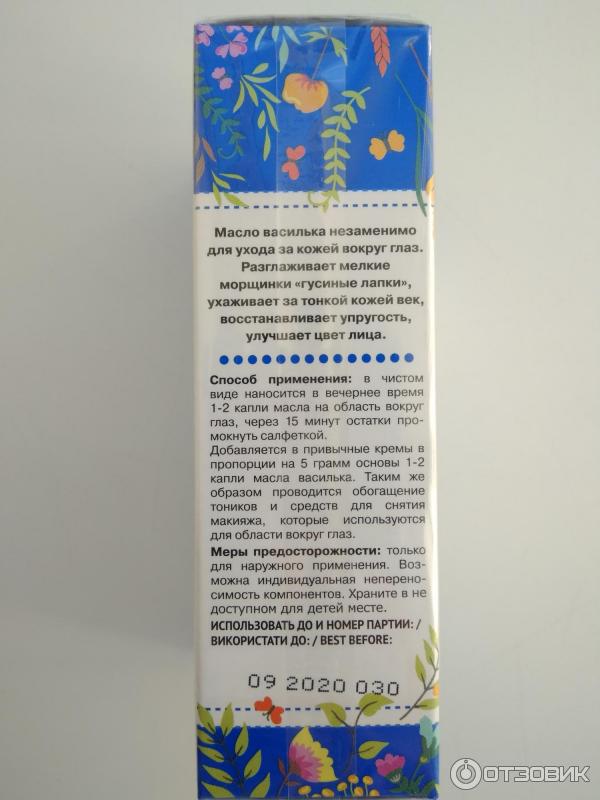 Масло василька незаменимо
для ухода за кожей вокруг глаз.
Разглаживает мелкие
морщинки «гусиные лапки»,
ухаживает за тонкой кожей век,
восстанавливает упругость,
улучшает цвет лица.
Способ применения: в чистом
виде наносится в вечернее время
1-2 капли масла на область вокруг
глаз, через 15 минут остатки про-
мокнуть салфеткой.
Добавляется в привычные кремы в
пропорции на 5 грамм основы 1-2
капли масла василька. Таким же
образом проводится обогащение
тоников и средств для снятия
макияжа, которые используются
для области вокруг глаз.
Меры предосторожности: только
для наружного применения. Воз-
можна индивидуальная неперено-
симость компонентов. Храните в не
доступном для детей месте.
ИСПОЛЬЗОВАТЬ ДО И НОМЕР ПАРТИИ: /
ВИКОРИСТАТИ ДО: / BEST BEFORE:
09 2020 030
ОТЗОВИК